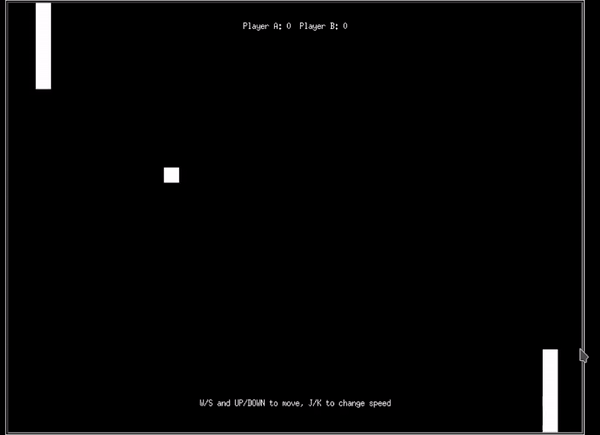 Player A: 0  Player B: 0
W/S and UP/DOWN to move, J/K to change speed